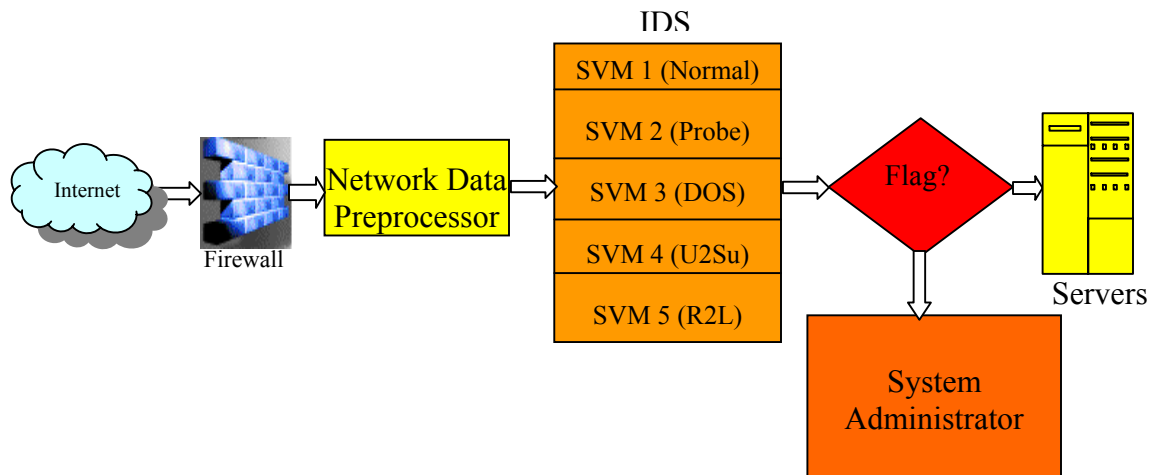 IDS
SVM 1 (Normal)
SVM 2 (Probe)
SVM 3 (DOS)
SVM 4 (U2Su)
SVM 5 (R2L)
Internet
Firewall
Network Data
Preprocessor
Flag?
Servers
System
Administrator